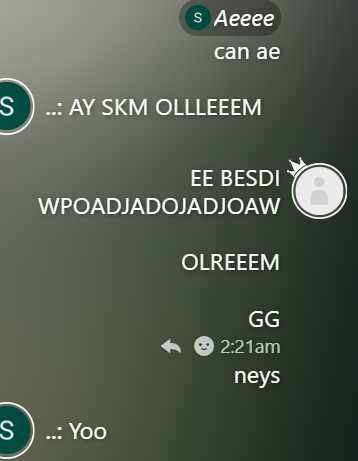 S Aeeee
can ae
S ..: AY SKM OLLLEEEM
EE BESDI
WPOADJADOJADJOAW
OLREEEM
GG
2:21am
neys
S ..: Yoo